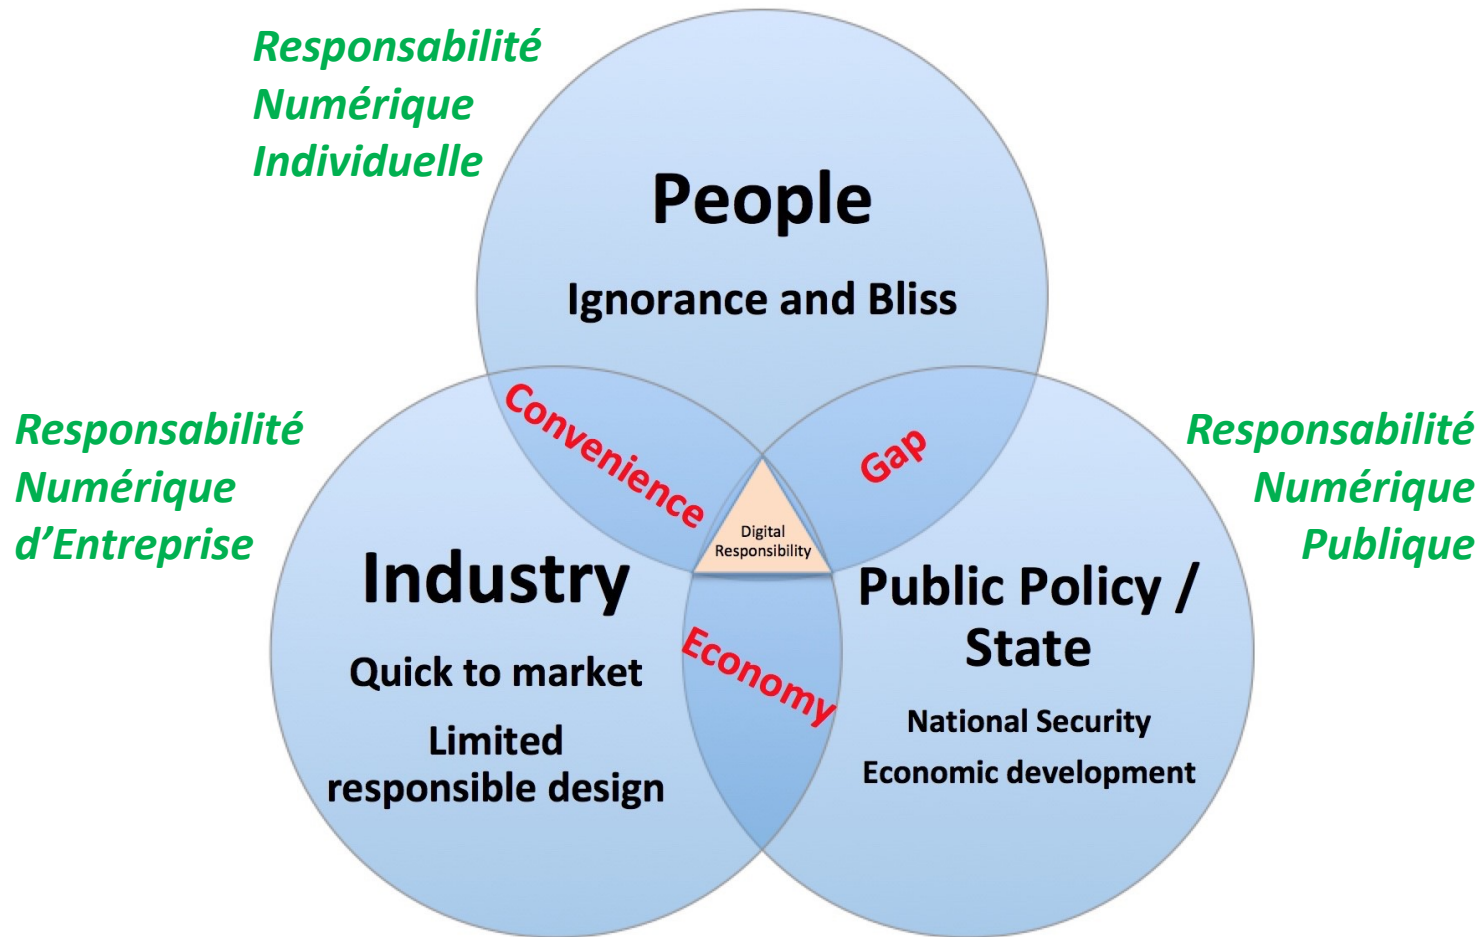 Responsabilité
Numérique
Individuelle
People
Ignorance and Bliss
Convenience
Gap
Responsabilité
Numérique
d’Entreprise
Responsabilité
Numérique
Publique
Digital
Responsibility
Industry
Quick to market
Limited
responsible design
Economy
Public Policy /
State
National Security
Economic development